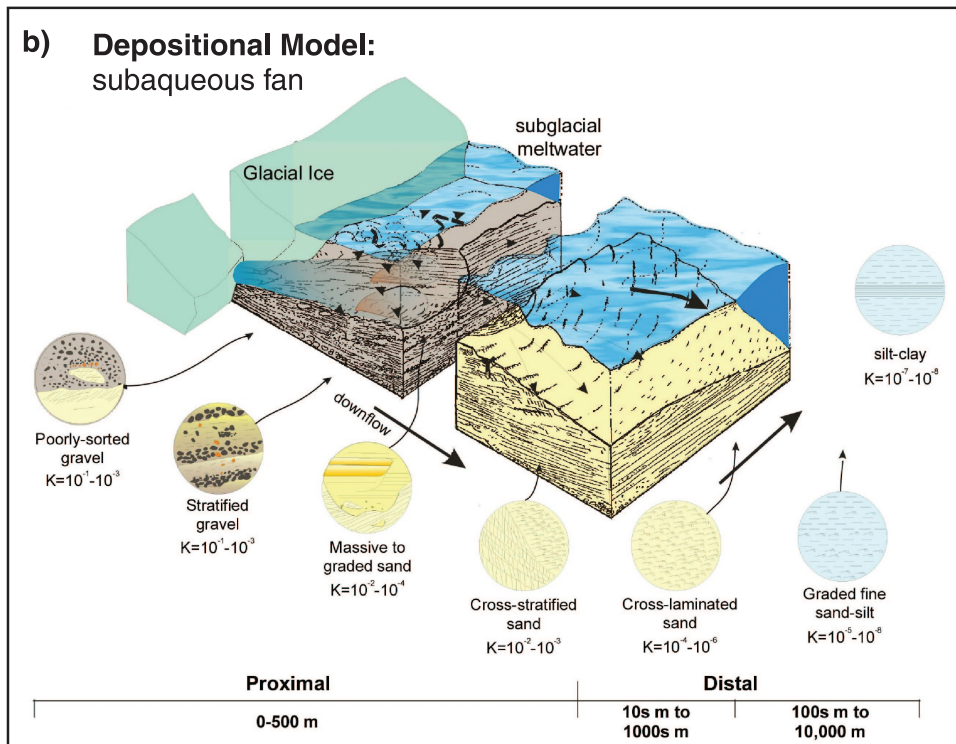 b) Depositional Model:
subaqueous fan
subglacial
meltwater
Glacial Ice
silt-clay
K=10⁻⁷-10⁻⁸
downflow
Poorly-sorted
gravel
K=10⁻¹-10⁻³
Stratified
gravel
K=10⁻¹-10⁻³
Massive to
graded sand
K=10⁻²-10⁻⁴
Cross-stratified
sand
K=10⁻²-10⁻³
Cross-laminated
sand
K=10⁻⁴-10⁻⁶
Graded fine
sand-silt
K=10⁻⁵-10⁻⁸
Proximal
Distal
0-500 m
10s m to
1000s m
100s m to
10,000 m